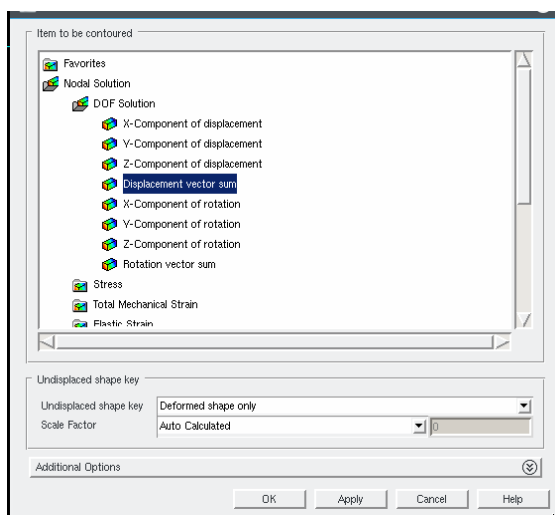 Item to be contoured
Favorites
Nodal Solution
DOF Solution
X-Component of displacement
Y-Component of displacement
Z-Component of displacement
Displacement vector sum
X-Component of rotation
Y-Component of rotation
Z-Component of rotation
Rotation vector sum
Stress
Total Mechanical Strain
Elastic Strain
Undisplaced shape key
Undisplaced shape key Deformed shape only
Scale Factor Auto Calculated 0
Additional Options
OK Apply Cancel Help